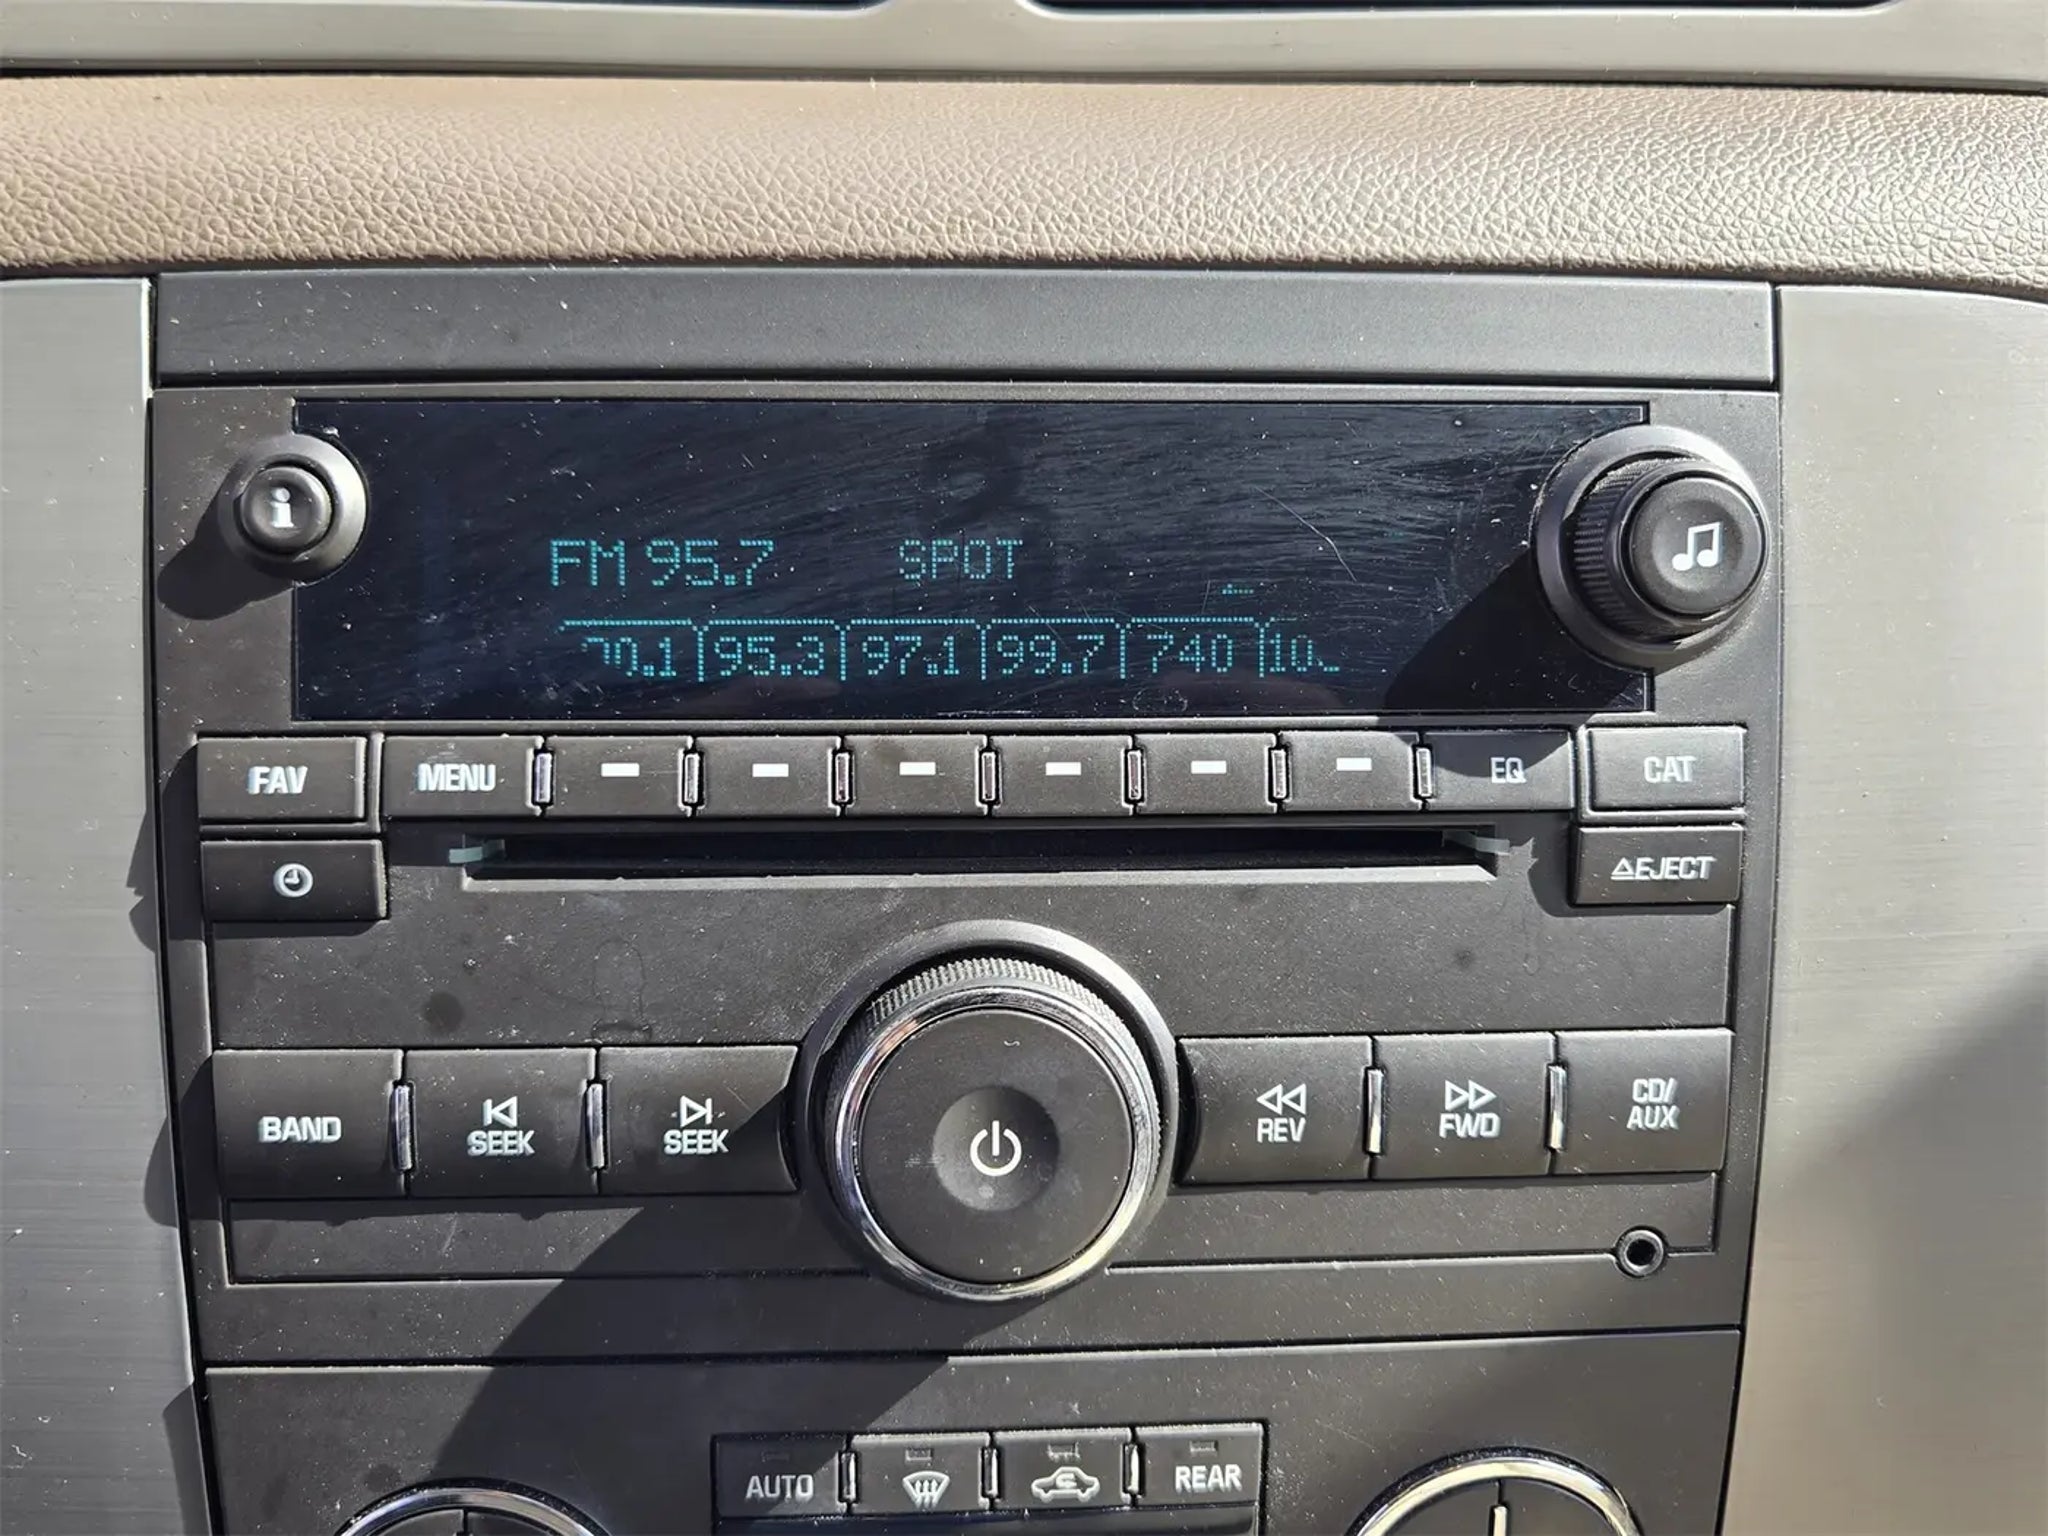 i
FM 95.7 SPOT
95.3 97.1 99.7 740
FAV MENU EQ CAT
EJECT
BAND SEEK SEEK REV FWD CD/
AUX
AUTO REAR